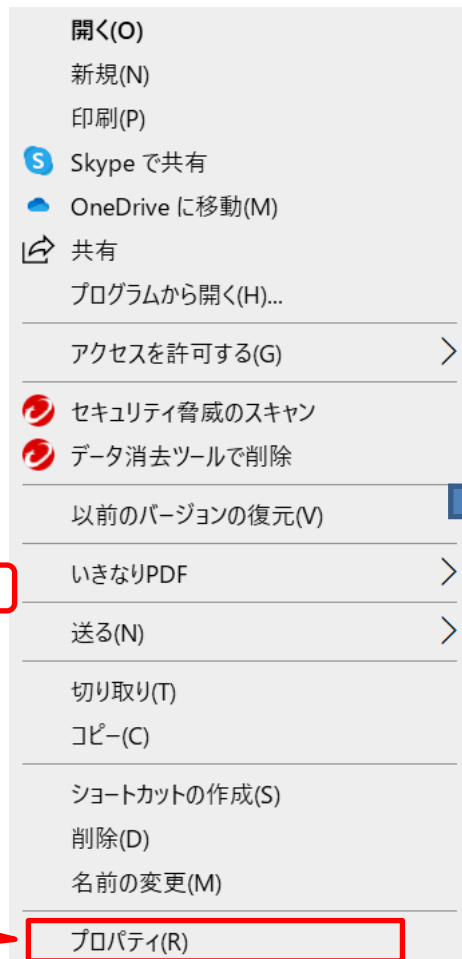 開く(O)
新規(N)
印刷(P)
S Skype で共有
OneDrive に移動(M)
共有
プログラムから開く(H)...
アクセスを許可する(G)
セキュリティ脅威のスキャン
データ消去ツールで削除
以前のバージョンの復元(V)
いきなりPDF
送る(N)
切り取り(T)
コピー(C)
ショートカットの作成(S)
削除(D)
名前の変更(M)
プロパティ(R)